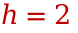 h = 2